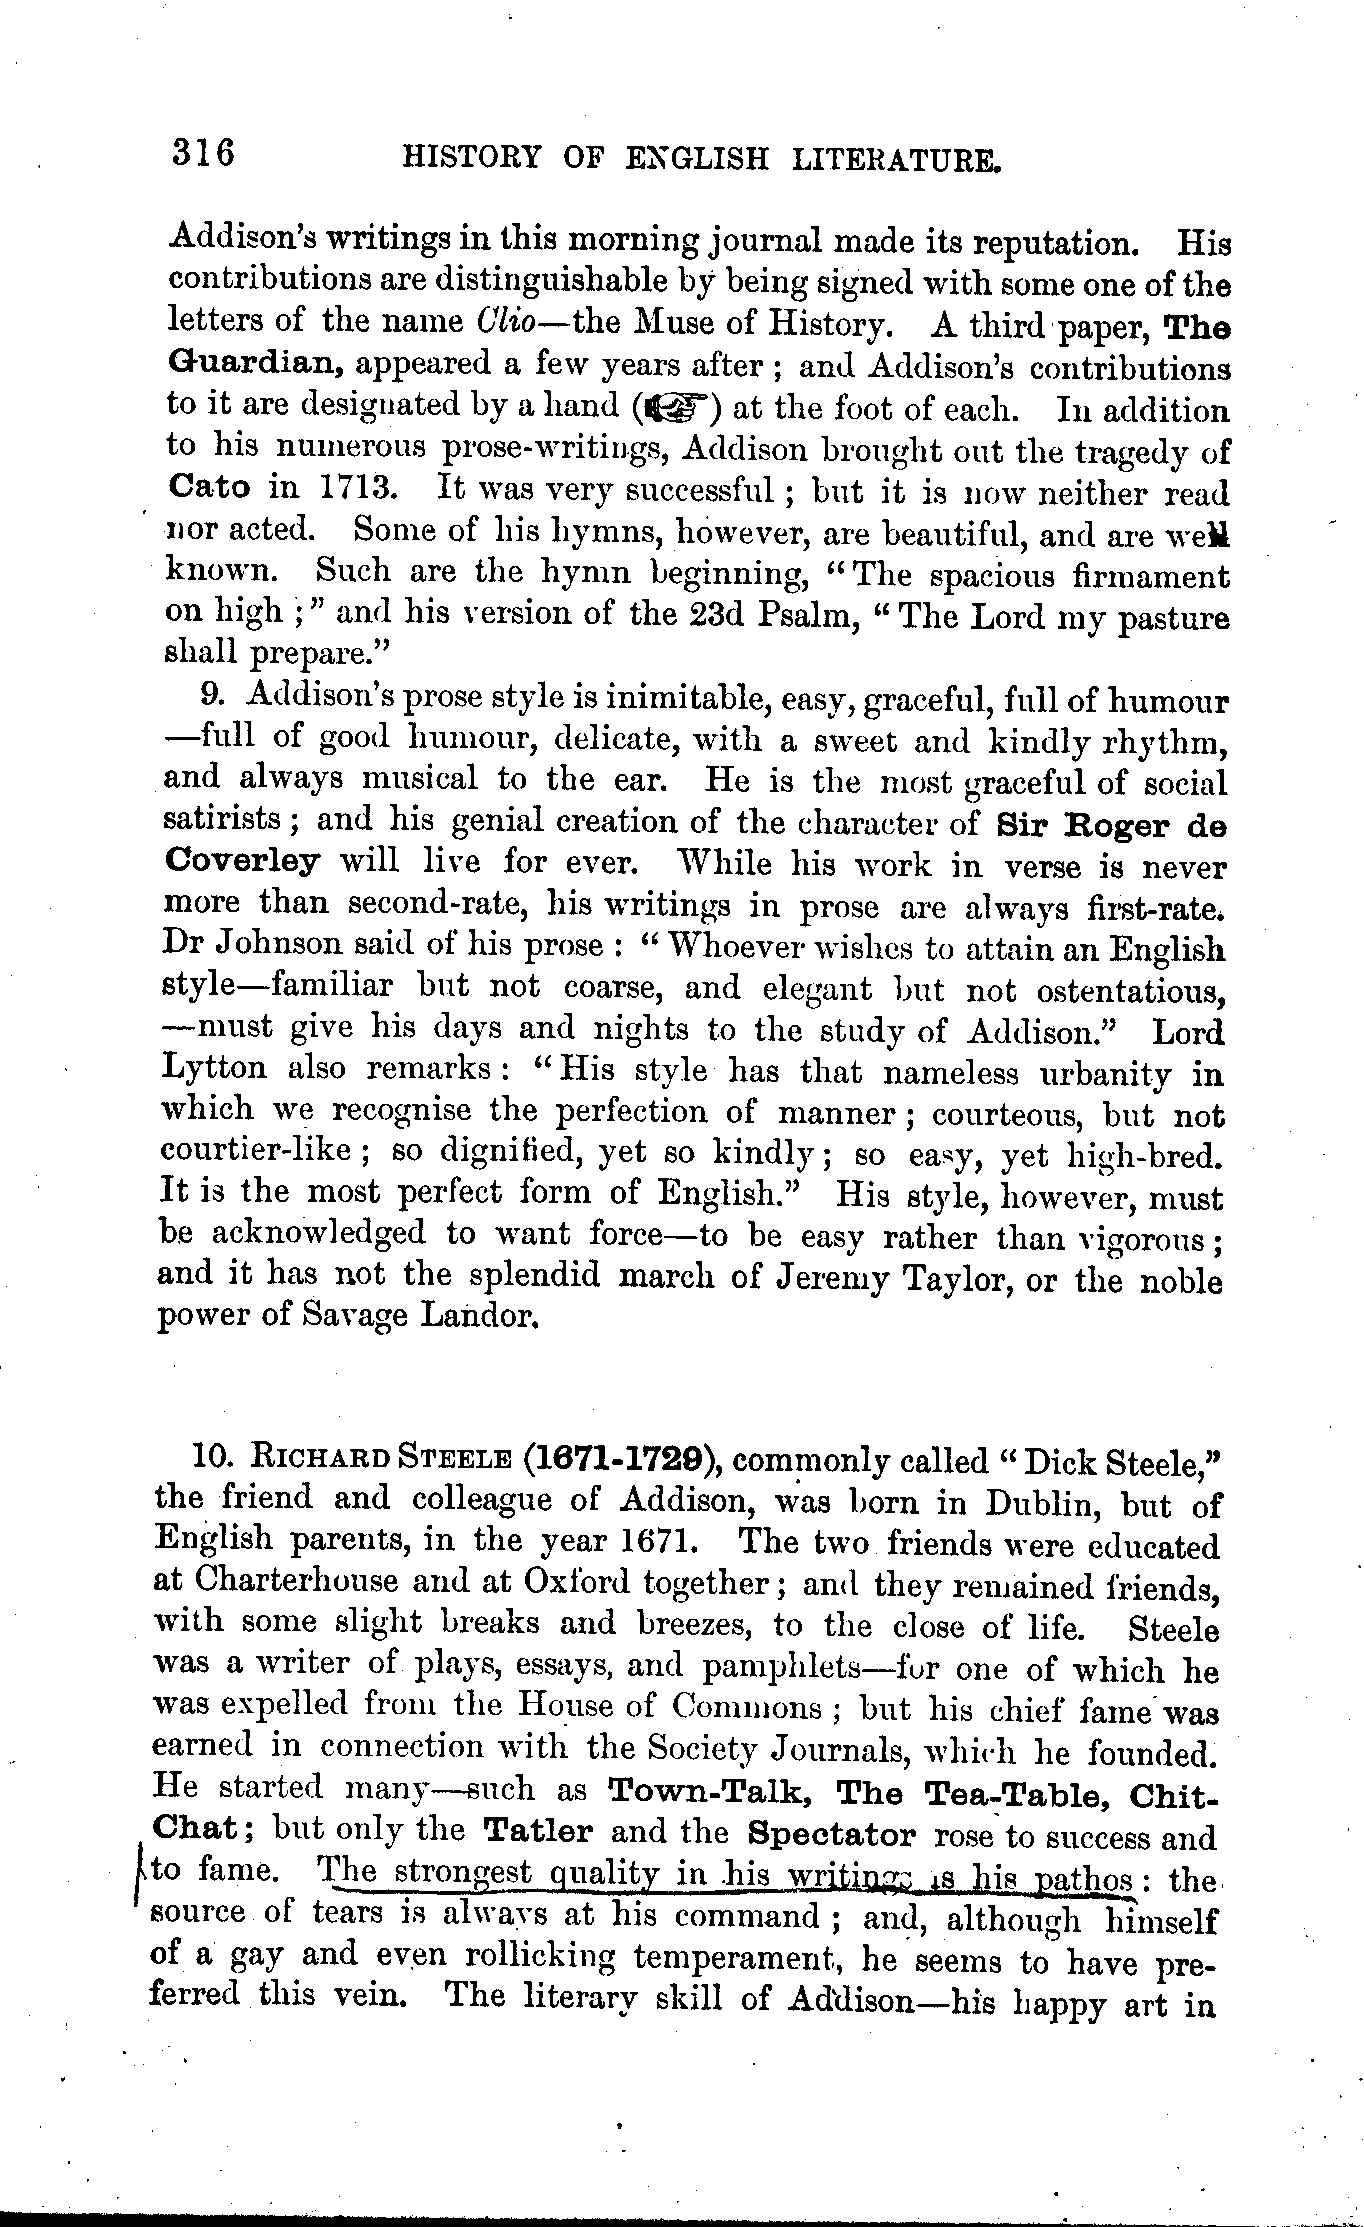 316 HISTORY OF ENGLISH LITERATURE.
Addison's writings in this morning journal made its reputation. His
contributions are distinguishable by being signed with some one of the
letters of the name Clio—the Muse of History. A third paper, The
Guardian, appeared a few years after ; and Addison's contributions
to it are designated by a hand (☞) at the foot of each. In addition
to his numerous prose-writings, Addison brought out the tragedy of
Cato in 1713. It was very successful ; but it is now neither read
nor acted. Some of his hymns, however, are beautiful, and are well
known. Such are the hymn beginning, “The spacious firmament
on high ;” and his version of the 23d Psalm, “The Lord my pasture
shall prepare.”
9. Addison's prose style is inimitable, easy, graceful, full of humour
—full of good humour, delicate, with a sweet and kindly rhythm,
and always musical to the ear. He is the most graceful of social
satirists ; and his genial creation of the character of Sir Roger de
Coverley will live for ever. While his work in verse is never
more than second-rate, his writings in prose are always first-rate.
Dr Johnson said of his prose : “Whoever wishes to attain an English
style—familiar but not coarse, and elegant but not ostentatious,
—must give his days and nights to the study of Addison.” Lord
Lytton also remarks : “His style has that nameless urbanity in
which we recognise the perfection of manner ; courteous, but not
courtier-like ; so dignified, yet so kindly ; so easy, yet high-bred.
It is the most perfect form of English.” His style, however, must
be acknowledged to want force—to be easy rather than vigorous ;
and it has not the splendid march of Jeremy Taylor, or the noble
power of Savage Landor.
10. RICHARD STEELE (1671-1729), commonly called “Dick Steele,”
the friend and colleague of Addison, was born in Dublin, but of
English parents, in the year 1671. The two friends were educated
at Charterhouse and at Oxford together ; and they remained friends,
with some slight breaks and breezes, to the close of life. Steele
was a writer of plays, essays, and pamphlets—for one of which he
was expelled from the House of Commons ; but his chief fame was
earned in connection with the Society Journals, which he founded.
He started many—such as Town-Talk, The Tea-Table, Chit-
Chat ; but only the Tatler and the Spectator rose to success and
to fame. The strongest quality in his writings is his pathos : the
source of tears is always at his command ; and, although himself
of a gay and even rollicking temperament, he seems to have pre-
ferred this vein. The literary skill of Addison—his happy art in